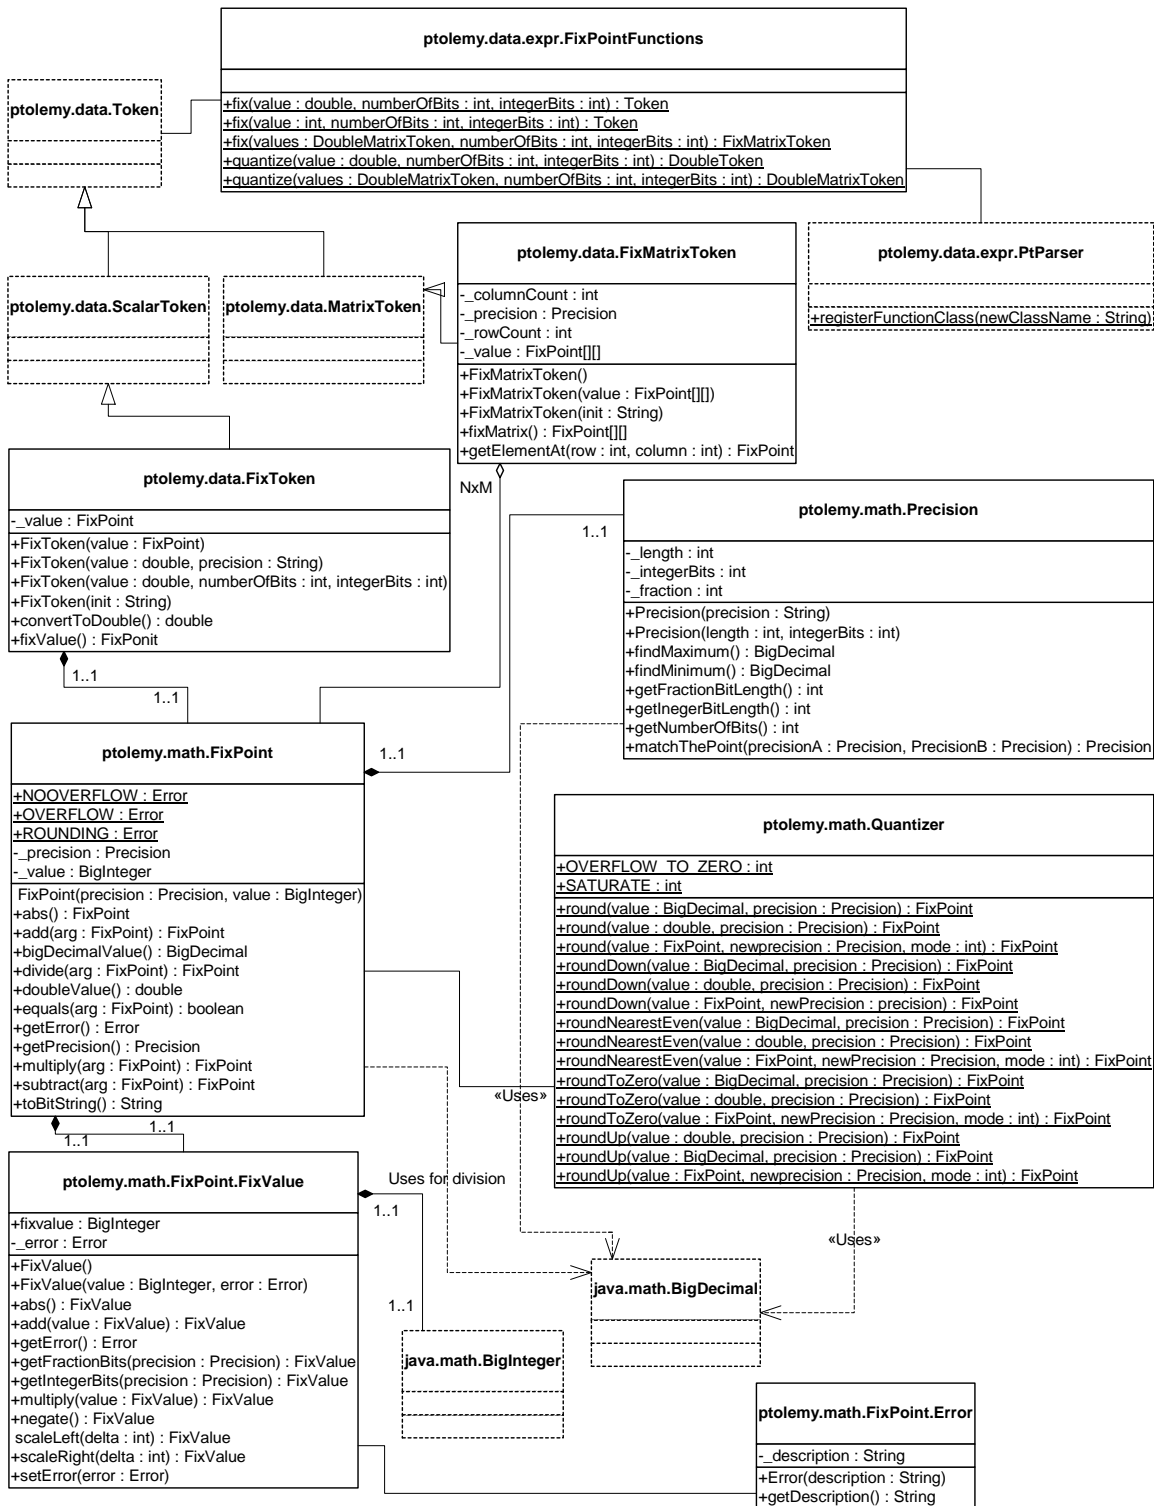 ptolemy.data.expr.FixPointFunctions
+fix(value : double, numberOfBits : int, integerBits : int) : Token
+fix(value : int, numberOfBits : int, integerBits : int) : Token
+fix(values : DoubleMatrixToken, numberOfBits : int, integerBits : int) : FixMatrixToken
+quantize(value : double, numberOfBits : int, integerBits : int) : DoubleToken
+quantize(values : DoubleMatrixToken, numberOfBits : int, integerBits : int) : DoubleMatrixToken
ptolemy.data.Token
ptolemy.data.ScalarToken
ptolemy.data.MatrixToken
ptolemy.data.FixMatrixToken
-_columnCount : int
-_precision : Precision
-_rowCount : int
-_value : FixPoint[][]
+FixMatrixToken()
+FixMatrixToken(value : FixPoint[][])
+FixMatrixToken(init : String)
+fixMatrix() : FixPoint[][]
+getElementAt(row : int, column : int) : FixPoint
ptolemy.data.expr.PtParser
+registerFunctionClass(newClassName : String)
ptolemy.data.FixToken
-_value : FixPoint
+FixToken(value : FixPoint)
+FixToken(value : double, precision : String)
+FixToken(value : double, numberOfBits : int, integerBits : int)
+FixToken(init : String)
+convertToDouble() : double
+fixValue() : FixPonit
NxM
1..1
ptolemy.math.Precision
-_length : int
-_integerBits : int
-_fraction : int
+Precision(precision : String)
+Precision(length : int, integerBits : int)
+findMaximum() : BigDecimal
+findMinimum() : BigDecimal
+getFractionBitLength() : int
+getInegerBitLength() : int
+getNumberOfBits() : int
+matchThePoint(precisionA : Precision, PrecisionB : Precision) : Precision
1..1
1..1
ptolemy.math.FixPoint
+NOOVERFLOW : Error
+OVERFLOW : Error
+ROUNDING : Error
-_precision : Precision
-_value : BigInteger
FixPoint(precision : Precision, value : BigInteger)
+abs() : FixPoint
+add(arg : FixPoint) : FixPoint
+bigDecimalValue() : BigDecimal
+divide(arg : FixPoint) : FixPoint
+doubleValue() : double
+equals(arg : FixPoint) : boolean
+getError() : Error
+getPrecision() : Precision
+multiply(arg : FixPoint) : FixPoint
+subtract(arg : FixPoint) : FixPoint
+toBitString() : String
1..1
ptolemy.math.Quantizer
+OVERFLOW_TO_ZERO : int
+SATURATE : int
+round(value : BigDecimal, precision : Precision) : FixPoint
+round(value : double, precision : Precision) : FixPoint
+round(value : FixPoint, newprecision : Precision, mode : int) : FixPoint
+roundDown(value : BigDecimal, precision : Precision) : FixPoint
+roundDown(value : double, precision : Precision) : FixPoint
+roundDown(value : FixPoint, newPrecision : precision) : FixPoint
+roundNearestEven(value : BigDecimal, precision : Precision) : FixPoint
+roundNearestEven(value : double, precision : Precision) : FixPoint
+roundNearestEven(value : FixPoint, newPrecision : Precision, mode : int) : FixPoint
+roundToZero(value : BigDecimal, precision : Precision) : FixPoint
+roundToZero(value : double, precision : Precision) : FixPoint
+roundToZero(value : FixPoint, newPrecision : Precision, mode : int) : FixPoint
+roundUp(value : double, precision : Precision) : FixPoint
+roundUp(value : BigDecimal, precision : Precision) : FixPoint
+roundUp(value : FixPoint, newprecision : Precision, mode : int) : FixPoint
«Uses»
1..1
1..1
ptolemy.math.FixPoint.FixValue
+fixvalue : BigInteger
-_error : Error
+FixValue()
+FixValue(value : BigInteger, error : Error)
+abs() : FixValue
+add(value : FixValue) : FixValue
+getError() : Error
+getFractionBits(precision : Precision) : FixValue
+getIntegerBits(precision : Precision) : FixValue
+multiply(value : FixValue) : FixValue
+negate() : FixValue
scaleLeft(delta : int) : FixValue
+scaleRight(delta : int) : FixValue
+setError(error : Error)
Uses for division
1..1
«Uses»
java.math.BigDecimal
1..1
java.math.BigInteger
ptolemy.math.FixPoint.Error
-_description : String
+Error(description : String)
+getDescription() : String